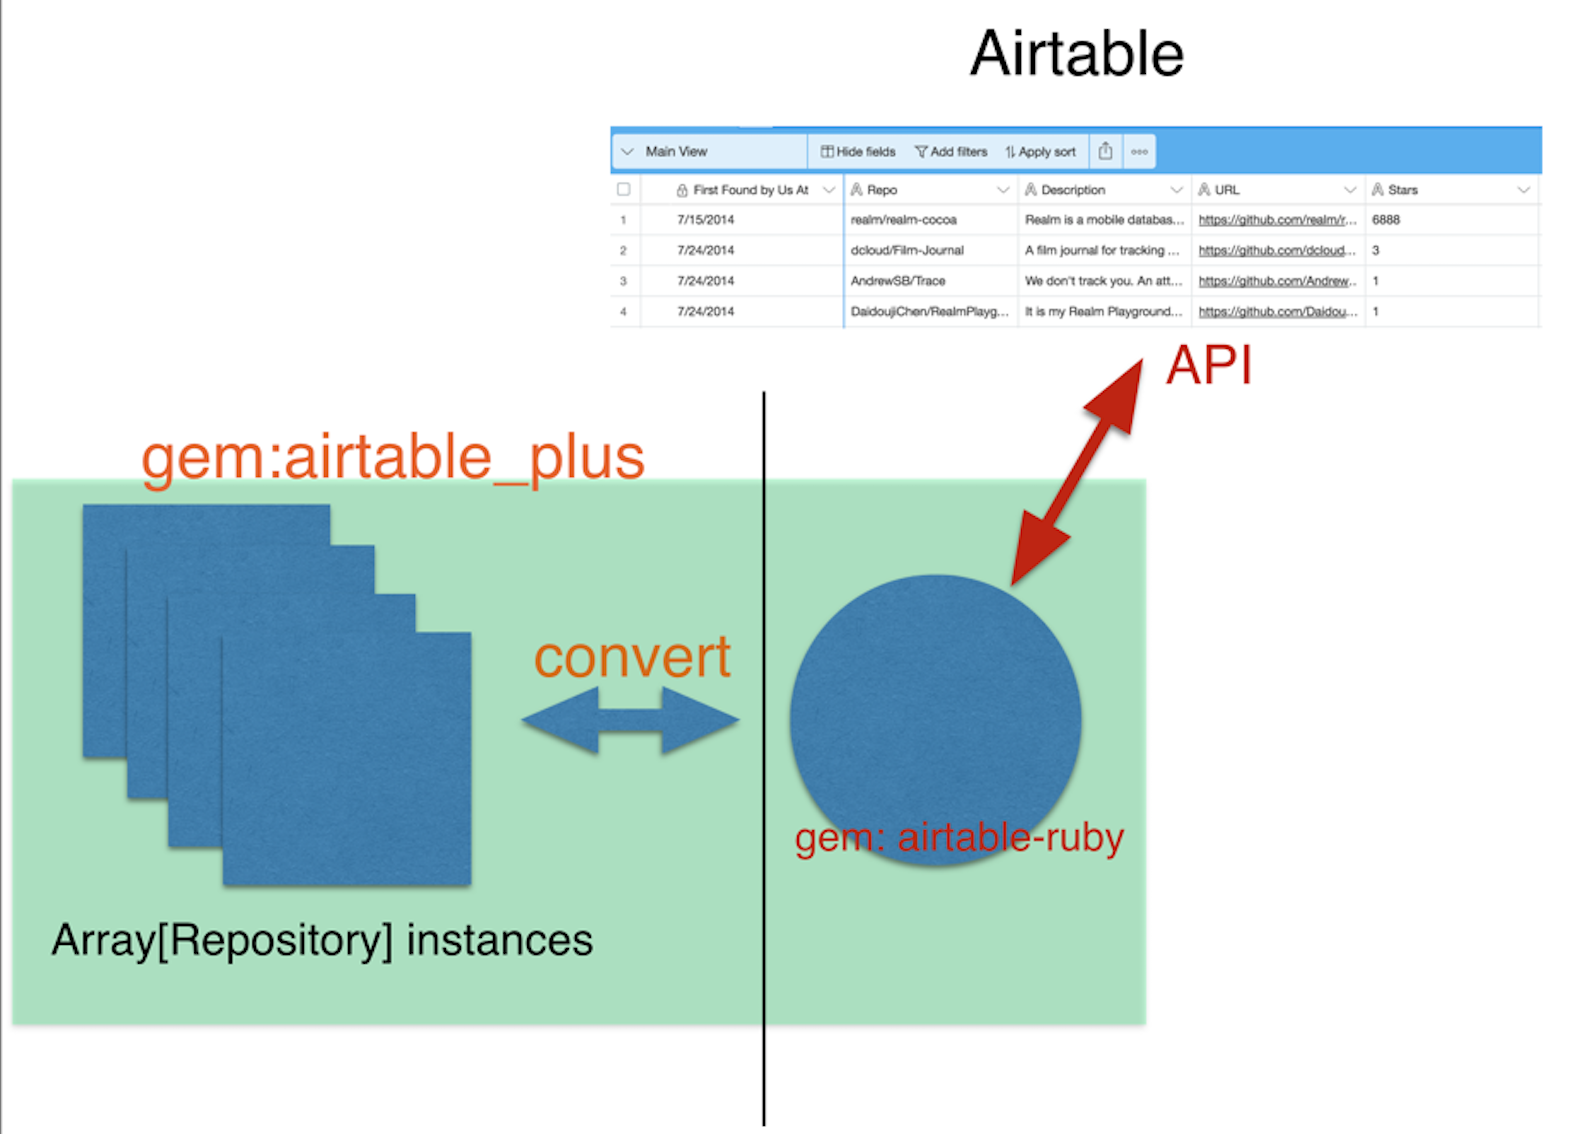 Airtable
Main View Hide fields Add filters Apply sort
First Found by Us At Repo Description URL Stars
1 7/15/2014 realm/realm-cocoa Realm is a mobile databas... https://github.com/realm/r... 6888
2 7/24/2014 dcloud/Film-Journal A film journal for tracking ... https://github.com/dcloud... 3
3 7/24/2014 AndrewSB/Trace We don't track you. An att... https://github.com/Andrew.. 1
4 7/24/2014 DaidoujiChen/RealmPlayg... It is my Realm Playground... https://github.com/Daidou... 1
API
gem:airtable_plus
convert
gem: airtable-ruby
Array[Repository] instances